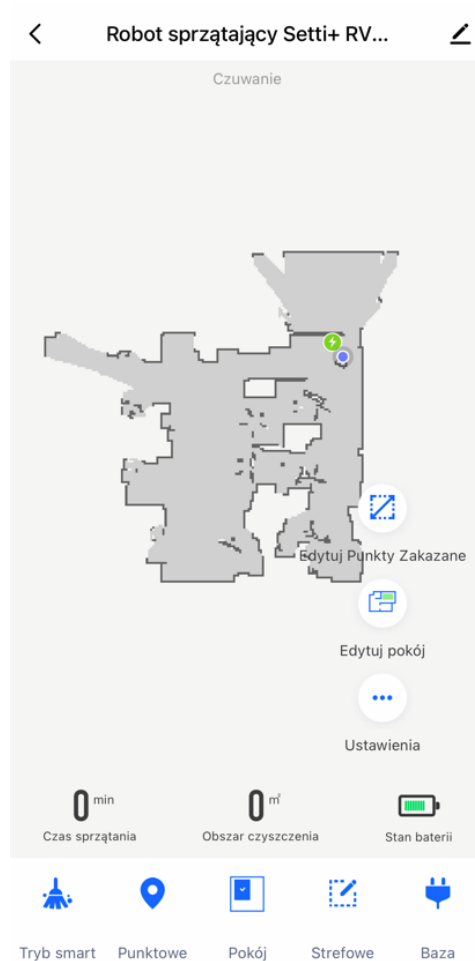 Robot sprzątający Setti+ RV...
Czuwanie
Edytuj Punkty Zakazane
Edytuj pokój
Ustawienia
0 min
0 ㎡
Czas sprzątania
Obszar czyszczenia
Stan baterii
Tryb smart
Punktowe
Pokój
Strefowe
Baza